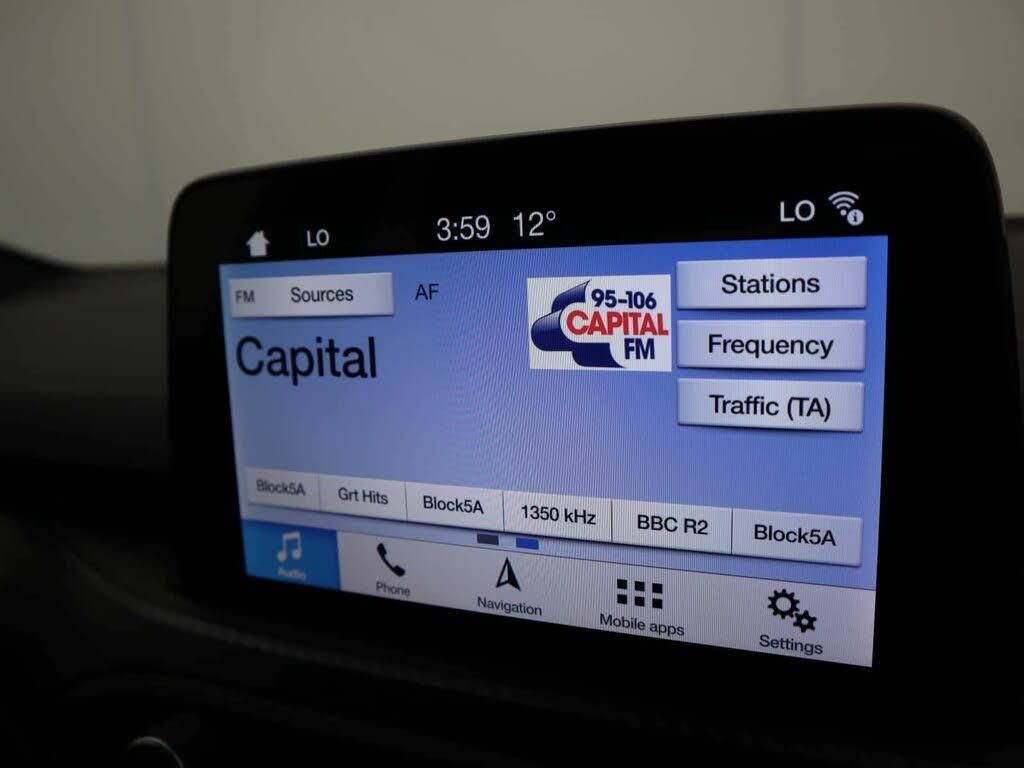 LO 3:59 12° LO
FM Sources
AF
Capital
95-106
CAPITAL
FM
Stations
Frequency
Traffic (TA)
Block5A Grt Hits Block5A 1350 kHz BBC R2 Block5A
Audio Phone Navigation Mobile apps Settings